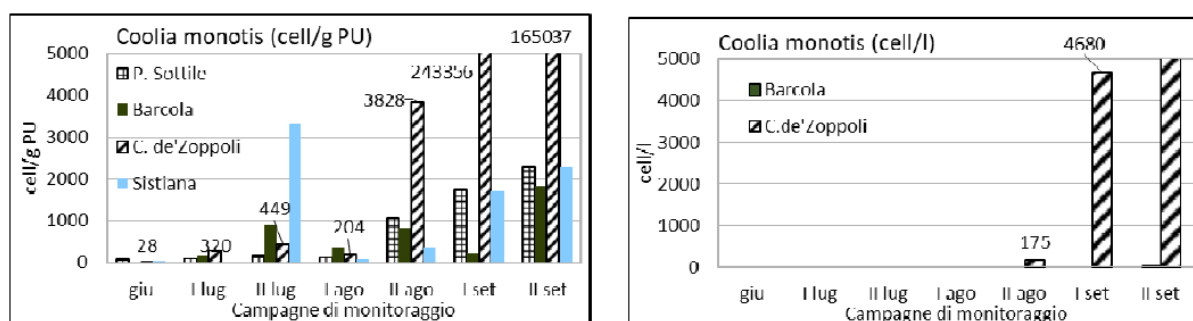 Coolia monotis (cell/g PU)
165037
5000
P. Sottile
243356
4000
Barcola
3828
3000
C. de'Zoppoli
2000
Sistiana
449
1000
28
320
204
0
cell/g PU
giu
I lug
II lug
I ago
II ago
I set
II set
Campagne di monitoraggio
Coolia monotis (cell/l)
4680
5000
Barcola
4000
C.de'Zoppoli
3000
2000
1000
175
0
cell/l
giu
I lug
II lug
I ago
II ago
I set
II set
Campagne di monitoraggio